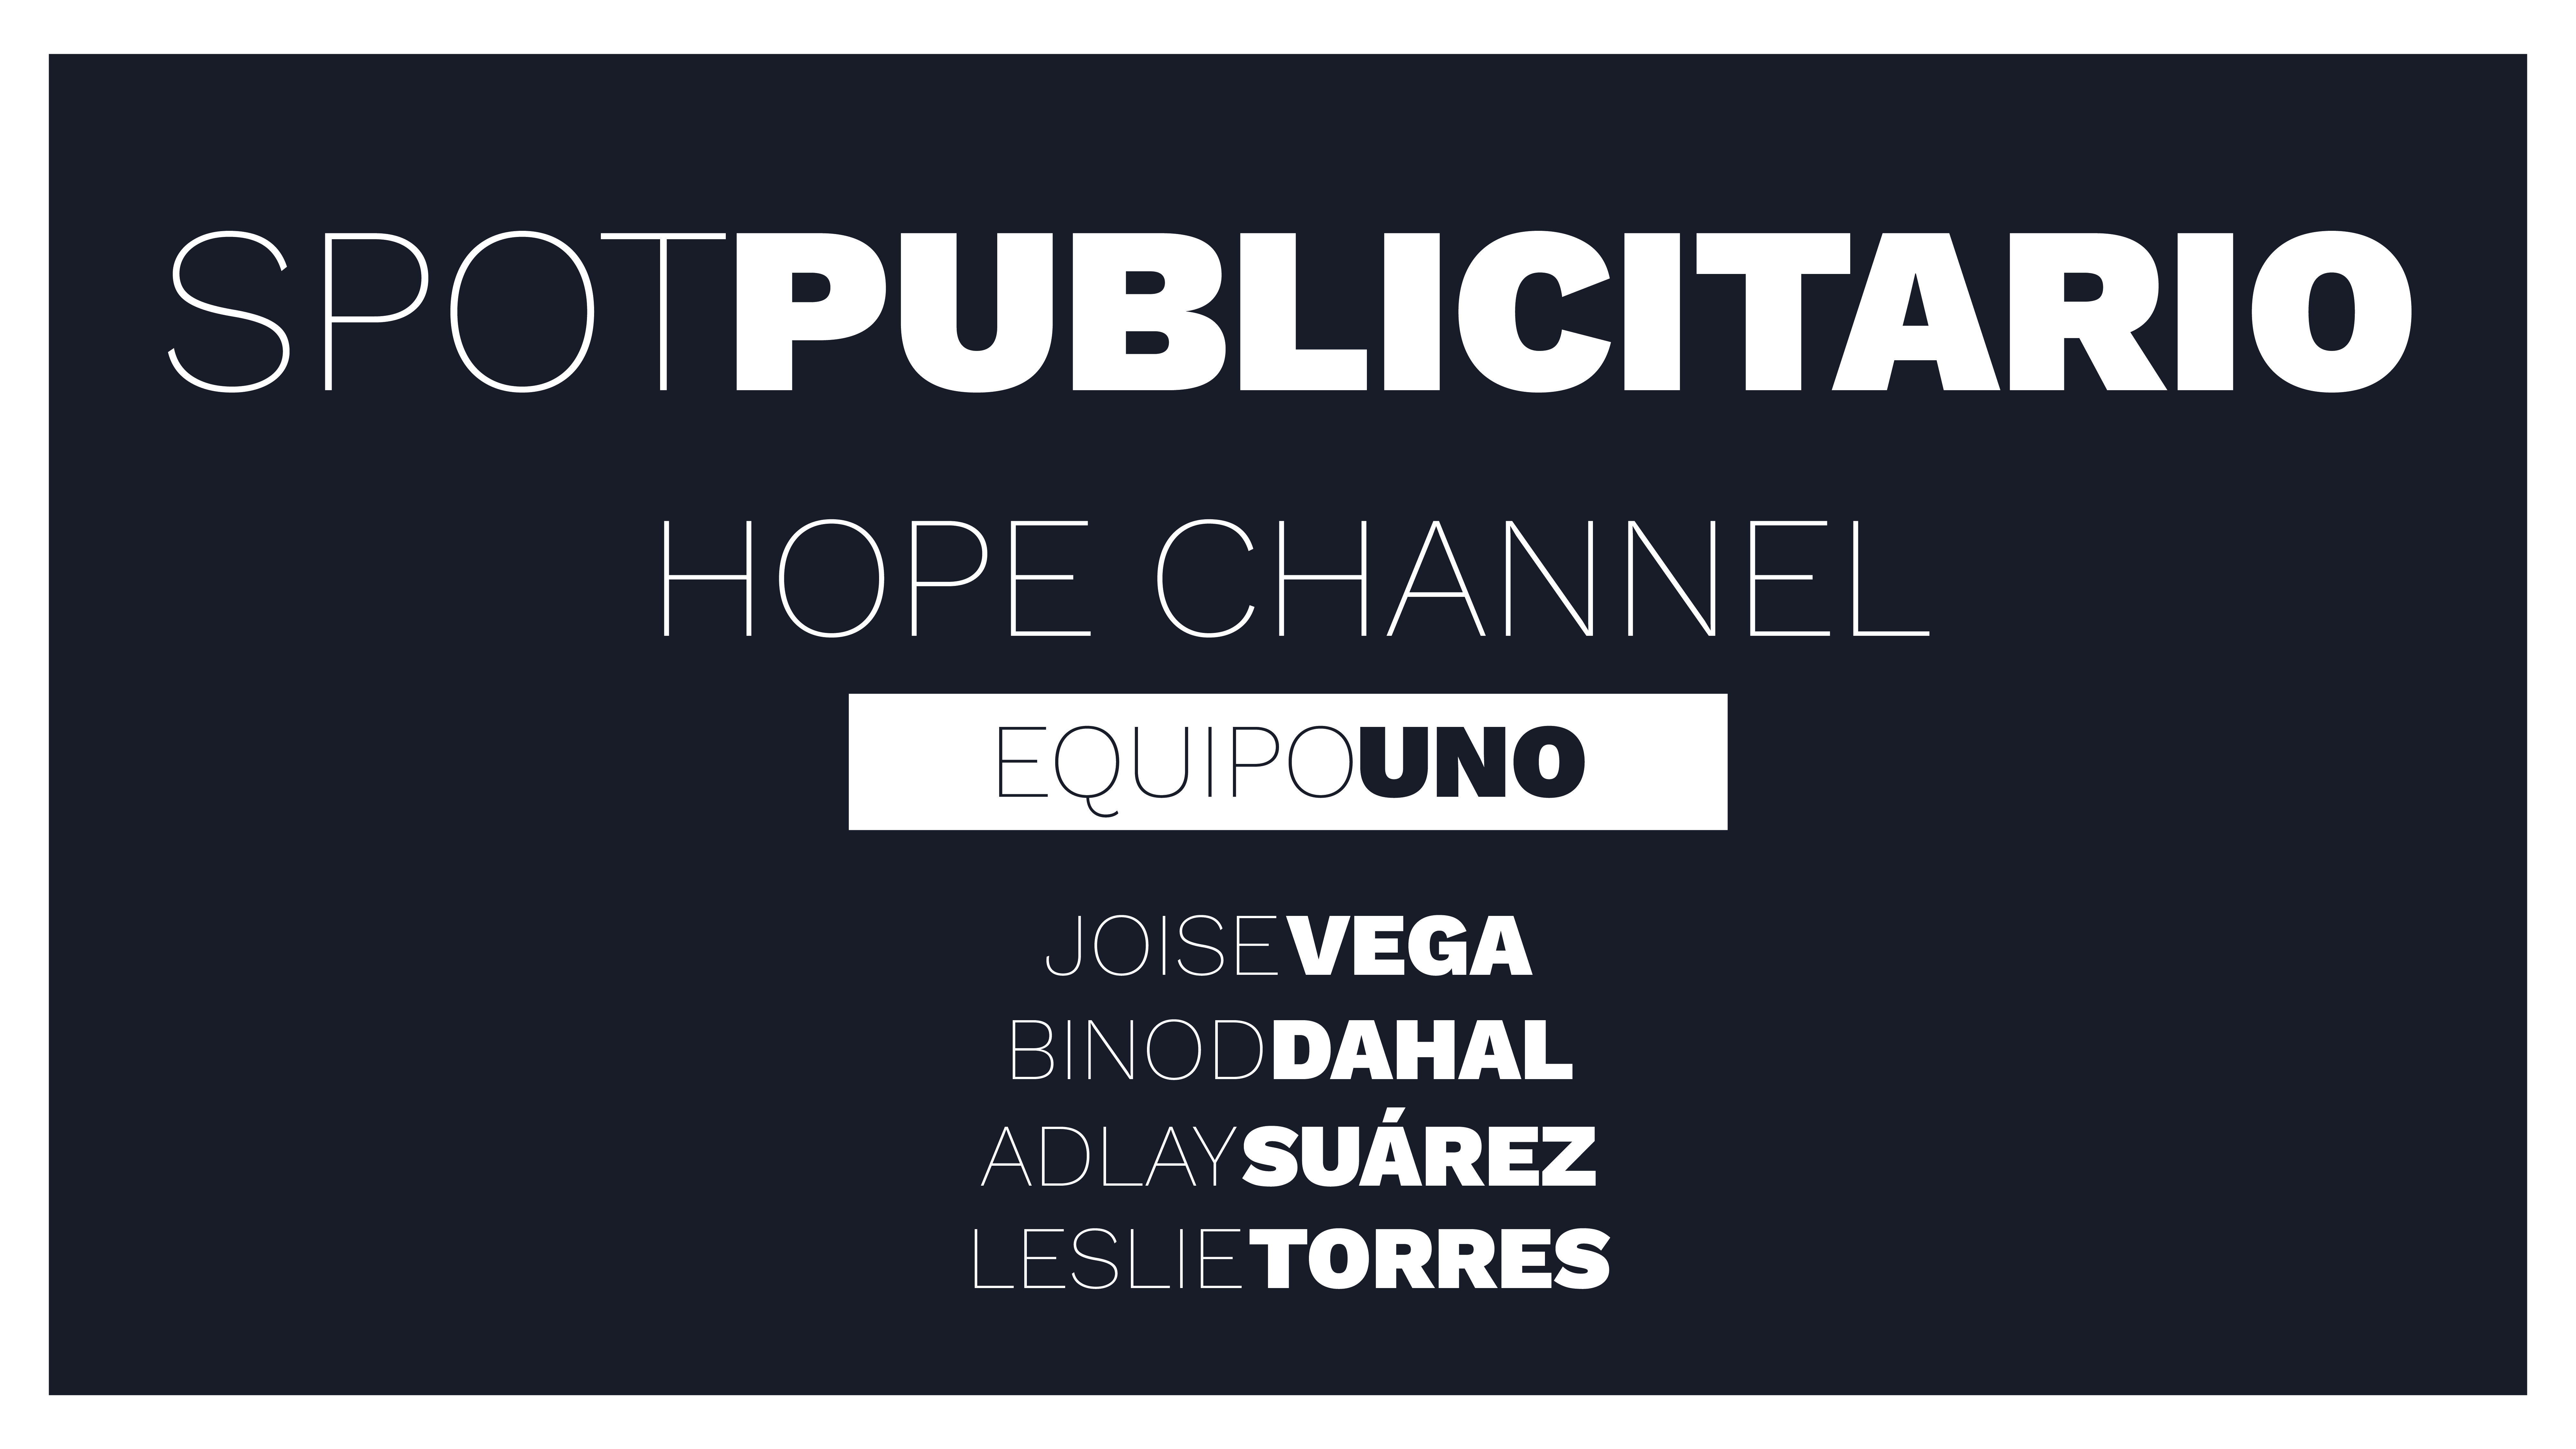 SPOTPUBLICITARIO
HOPE CHANNEL
EQUIPOUNO
JOISEVEGA
BINODDAHAL
ADLAYSUÁREZ
LESLIETORRES